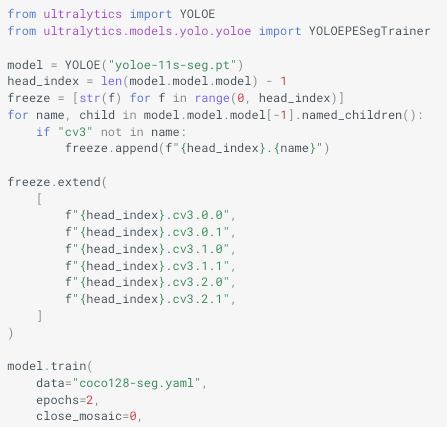 from ultralytics import YOLOE
from ultralytics.models.yolo.yoloe import YOLOEPESegTrainer

model = YOLOE("yoloe-11s-seg.pt")
head_index = len(model.model.model) - 1
freeze = [str(f) for f in range(0, head_index)]
for name, child in model.model.model[-1].named_children():
    if "cv3" not in name:
        freeze.append(f"{head_index}.{name}")

freeze.extend(
    [
        f"{head_index}.cv3.0.0",
        f"{head_index}.cv3.0.1",
        f"{head_index}.cv3.1.0",
        f"{head_index}.cv3.1.1",
        f"{head_index}.cv3.2.0",
        f"{head_index}.cv3.2.1",
    ]
)

model.train(
    data="coco128-seg.yaml",
    epochs=2,
    close_mosaic=0,